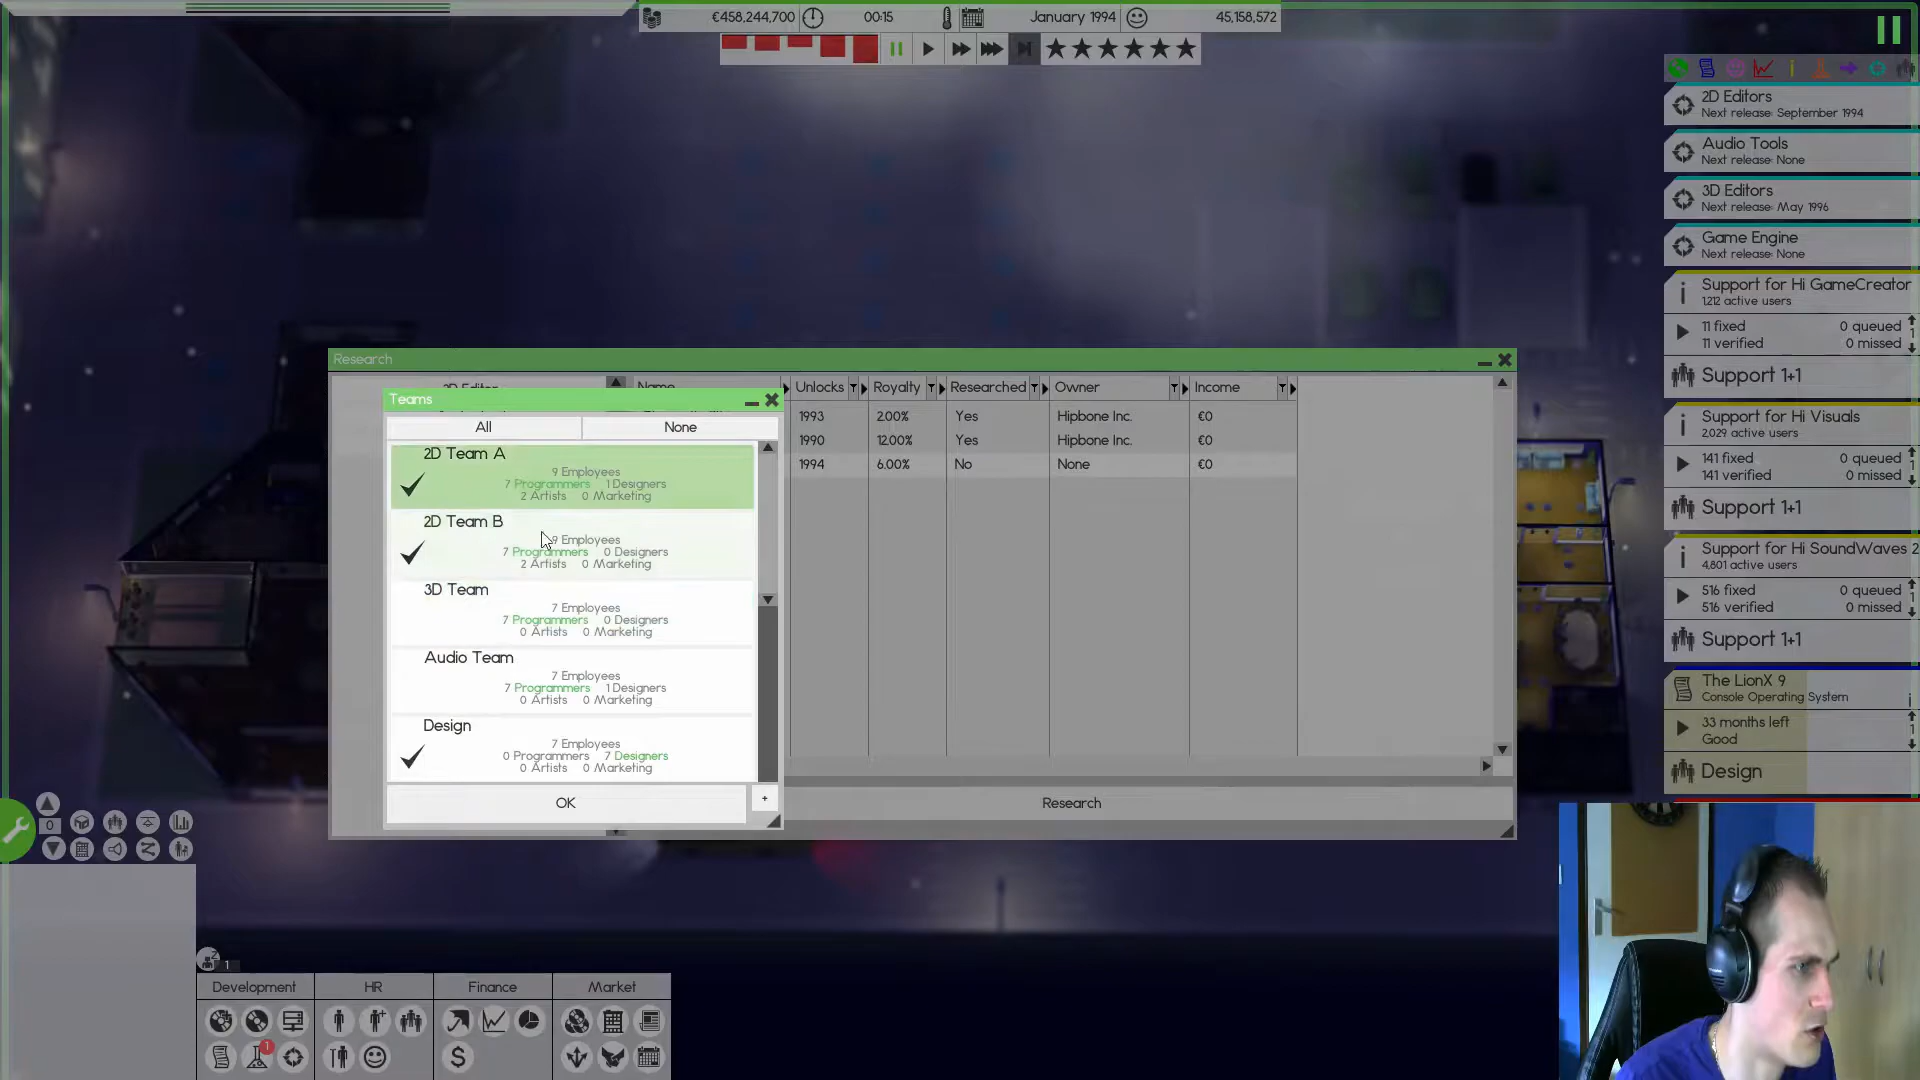 €458,244,700
00:15
January 1994
45,158,572
2D Editors
Next release: September 1994
Audio Tools
Next release: None
3D Editors
Next release: May 1996
Game Engine
Next release: None
Support for Hi GameCreator
1,212 active users
11 fixed 0 queued
11 verified 0 missed
1
Support 1+1
Support for Hi Visuals
2,029 active users
141 fixed 0 queued
141 verified 0 missed
1
Support 1+1
Support for Hi SoundWaves 2
4,801 active users
516 fixed 0 queued
516 verified 0 missed
1
Support 1+1
The LionX 9
Console Operating System
33 months left
Good
1
Design
Research
Name Unlocks Royalty Researched Owner Income
1993 2.00% Yes Hipbone Inc. €0
1990 12.00% Yes Hipbone Inc. €0
1994 6.00% No None €0
Research
Teams
All None
2D Team A
9 Employees
7 Programmers 1 Designers
2 Artists 0 Marketing
2D Team B
9 Employees
7 Programmers 0 Designers
2 Artists 0 Marketing
3D Team
7 Employees
7 Programmers 0 Designers
0 Artists 0 Marketing
Audio Team
7 Employees
7 Programmers 1 Designers
0 Artists 0 Marketing
Design
7 Employees
0 Programmers 7 Designers
0 Artists 0 Marketing
OK +
0
2
1
Development HR Finance Market
1